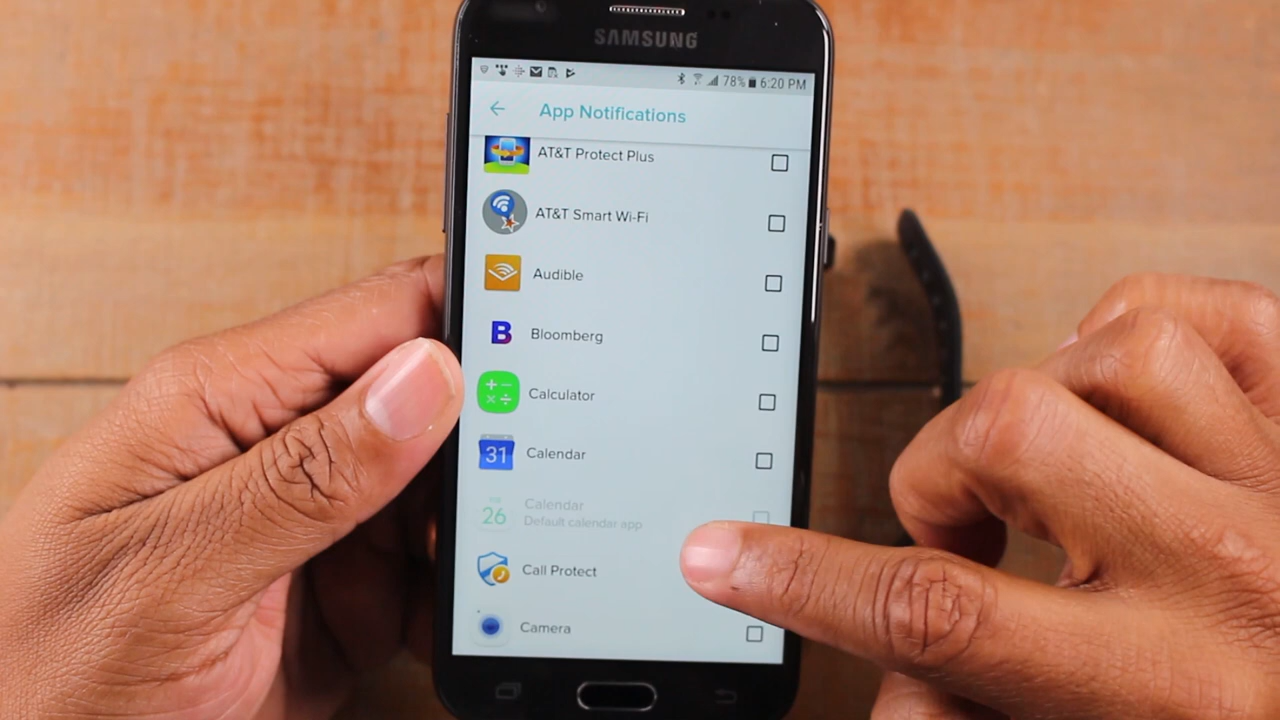 SAMSUNG
78% 6:20 PM
App Notifications
AT&T Protect Plus
AT&T Smart Wi-Fi
Audible
B Bloomberg
Calculator
31 Calendar
Calendar
26
Default calendar app
Call Protect
Camera